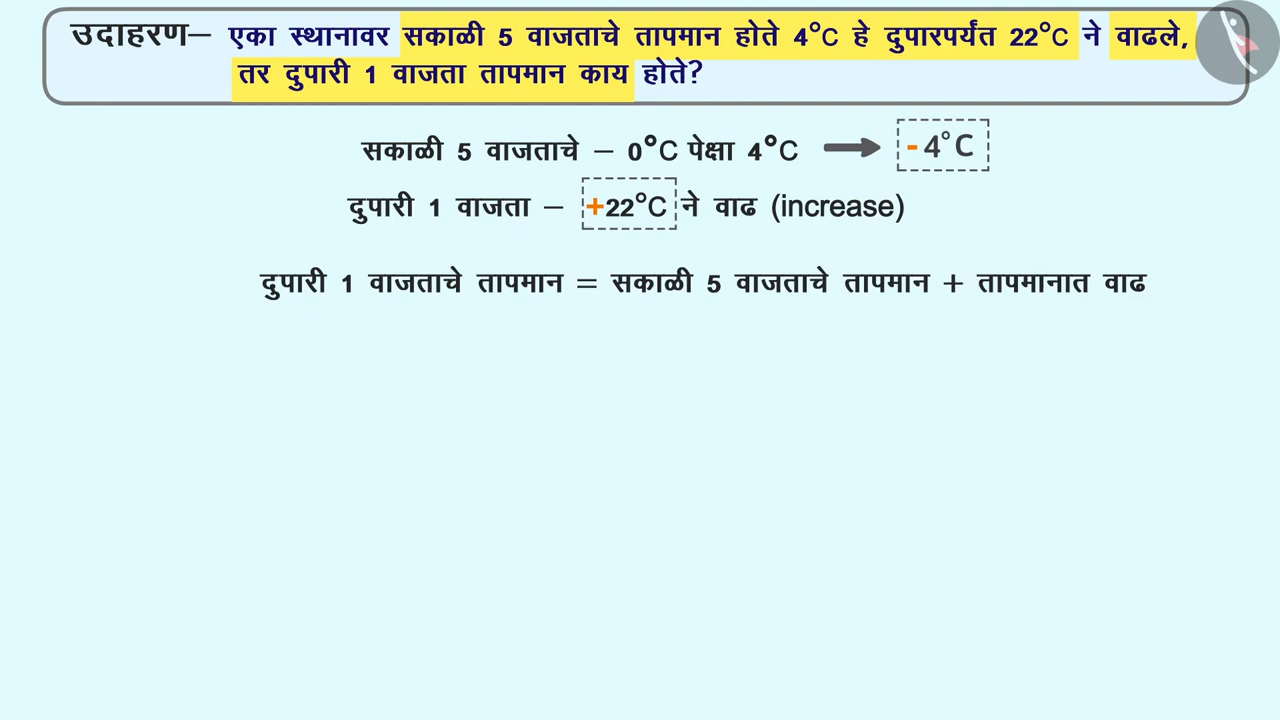 उदाहरण– एका स्थानावर सकाळी 5 वाजताचे तापमान होते 4°C हे दुपारपर्यंत 22°C ने वाढले,
तर दुपारी 1 वाजता तापमान काय होते?
सकाळी 5 वाजताचे – 0°C पेक्षा 4°C → - 4°C
दुपारी 1 वाजता – +22°C ने वाढ (increase)
दुपारी 1 वाजताचे तापमान = सकाळी 5 वाजताचे तापमान + तापमानात वाढ